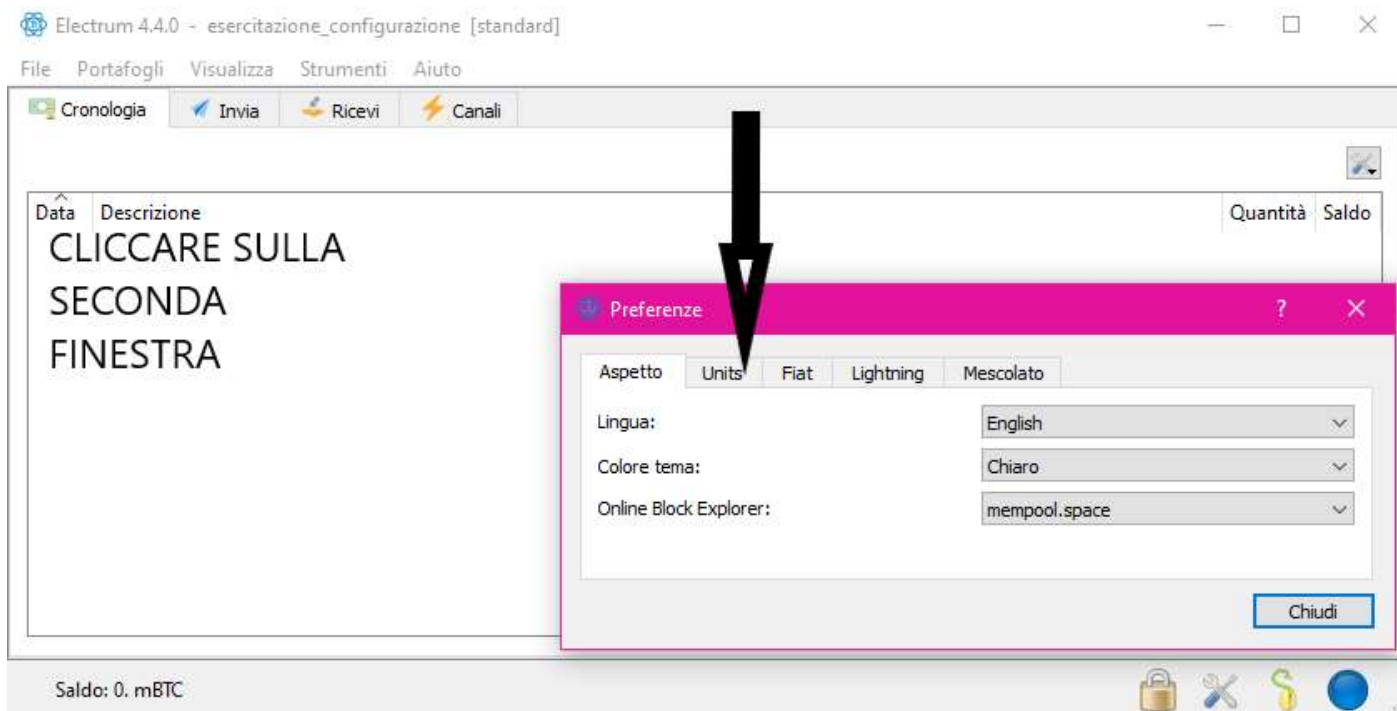 Electrum 4.4.0 - esercitazione_configurazione [standard]
File Portafogli Visualizza Strumenti Aiuto
Cronologia Invia Ricevi Canali
Data Descrizione Quantità Saldo
CLICCARE SULLA
SECONDA
FINESTRA
Preferenze ?
Aspetto Units Fiat Lightning Mescolato
Lingua: English
Colore tema: Chiaro
Online Block Explorer: mempool.space
Chiudi
Saldo: 0. mBTC